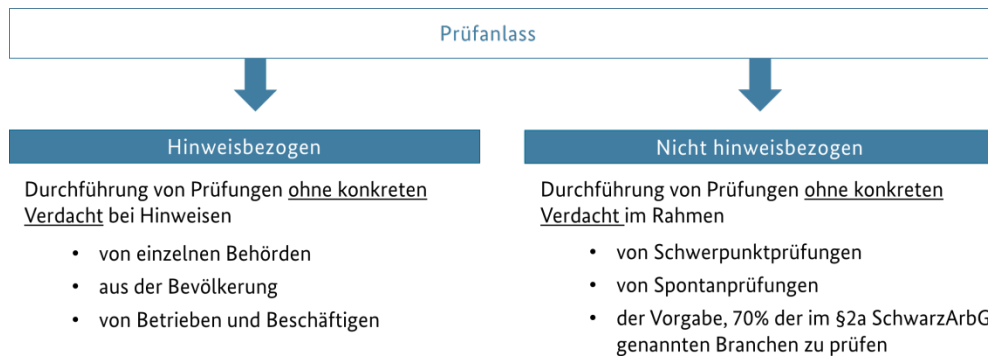 Prüfanlass
Hinweisbezogen
Durchführung von Prüfungen ohne konkreten
Verdacht bei Hinweisen
• von einzelnen Behörden
• aus der Bevölkerung
• von Betrieben und Beschäftigen
Nicht hinweisbezogen
Durchführung von Prüfungen ohne konkreten
Verdacht im Rahmen
• von Schwerpunktprüfungen
• von Spontanprüfungen
• der Vorgabe, 70% der im §2a SchwarzArbG
genannten Branchen zu prüfen